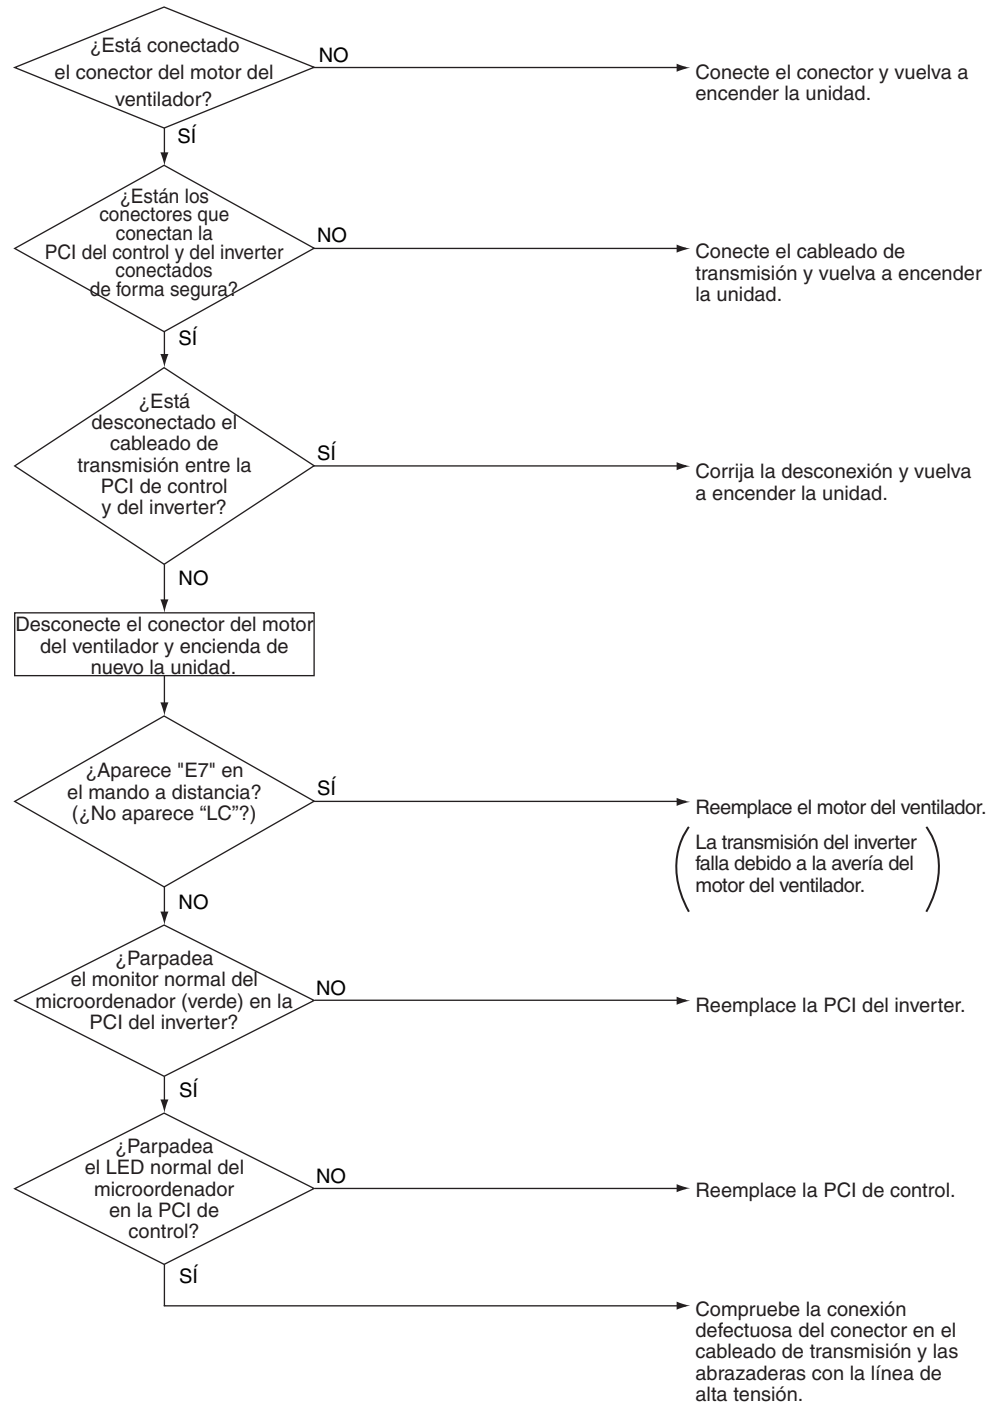 ¿Está conectado
el conector del motor del
ventilador?
NO
Conecte el conector y vuelva a
encender la unidad.
SÍ
¿Están los
conectores que
conectan la
PCI del control y del inverter
conectados
de forma segura?
NO
Conecte el cableado de
transmisión y vuelva a encender
la unidad.
SÍ
¿Está
desconectado el
cableado de
transmisión entre la
PCI de control
y del inverter?
SÍ
Corrija la desconexión y vuelva
a encender la unidad.
NO
Desconecte el conector del motor
del ventilador y encienda de
nuevo la unidad.
¿Aparece "E7" en
el mando a distancia?
(¿No aparece “LC”?)
SÍ
Reemplace el motor del ventilador.
(La transmisión del inverter
falla debido a la avería del
motor del ventilador.)
NO
¿Parpadea
el monitor normal del
microordenador (verde) en la
PCI del inverter?
NO
Reemplace la PCI del inverter.
SÍ
¿Parpadea
el LED normal del
microordenador
en la PCI de
control?
NO
Reemplace la PCI de control.
SÍ
Compruebe la conexión
defectuosa del conector en el
cableado de transmisión y las
abrazaderas con la línea de
alta tensión.